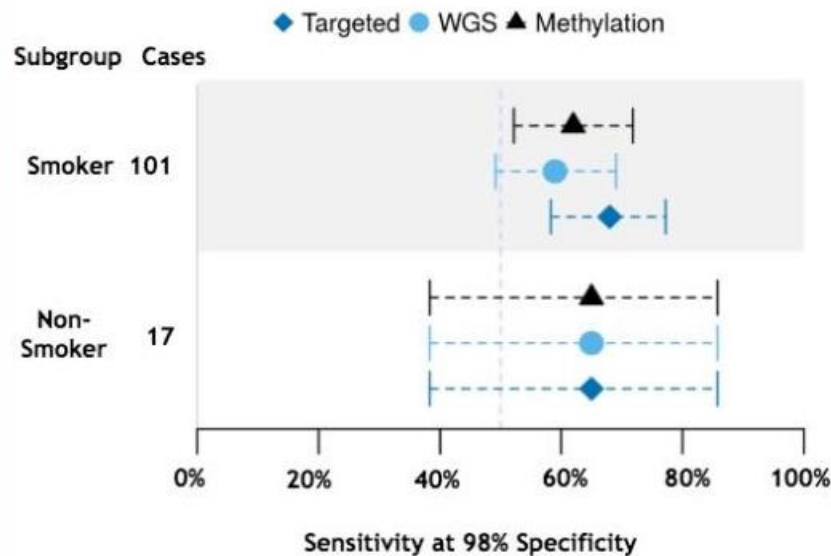 Targeted WGS Methylation
Subgroup Cases
Smoker 101
Non-
Smoker 17
0% 20% 40% 60% 80% 100%
Sensitivity at 98% Specificity